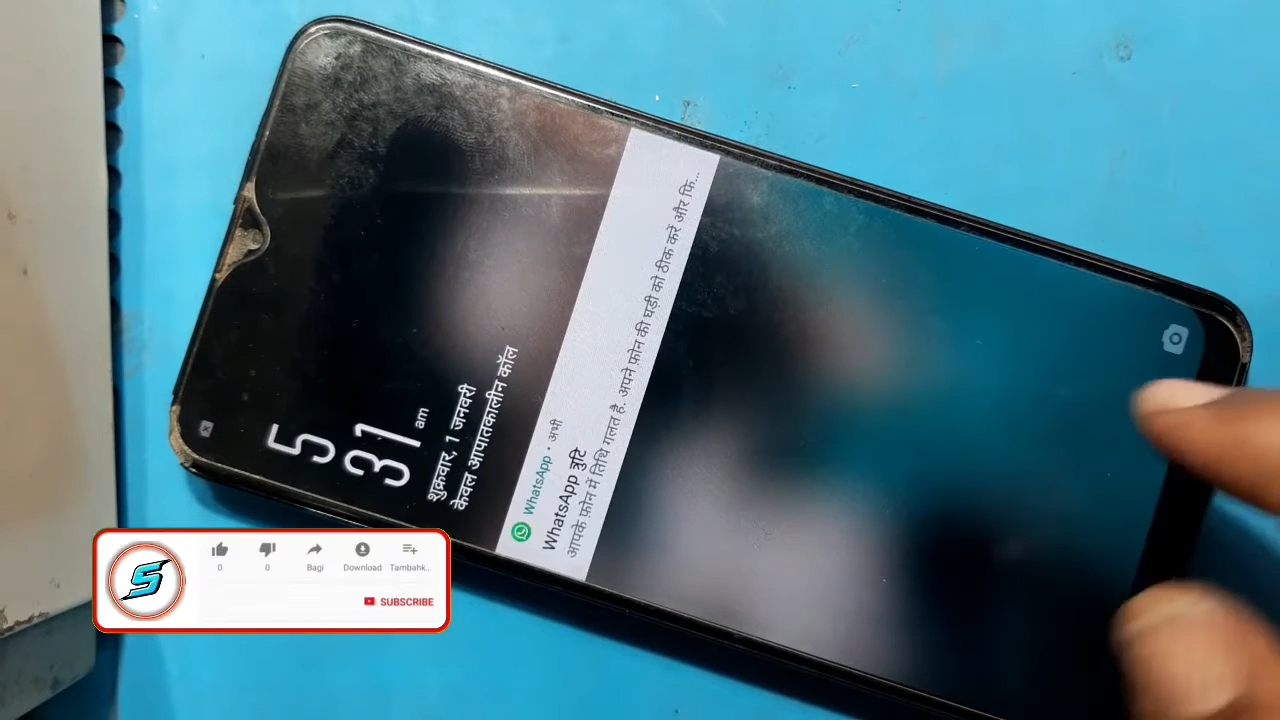 5
31 am
शुक्रवार, 1 जनवरी
केवल आपातकालीन कॉल
WhatsApp • अभी
WhatsApp त्रुटि
आपके फ़ोन में तिथि गलत है. अपने फ़ोन की घड़ी को ठीक करें और फि...
S
0 0 Bagi Download Tambahk..
SUBSCRIBE